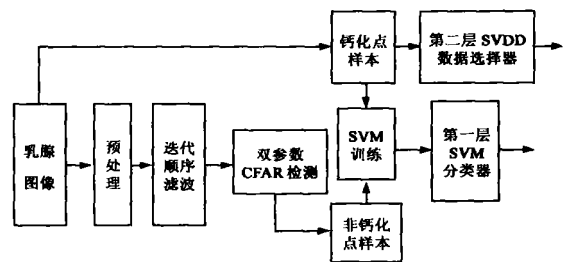 钙化点
样本
第二层 SVDD
数据选择器
乳腺
图像
预
处
理
迭代
顺序
滤波
双参数
CFAR 检测
SVM
训练
第一层
SVM
分类器
非钙化
点样本